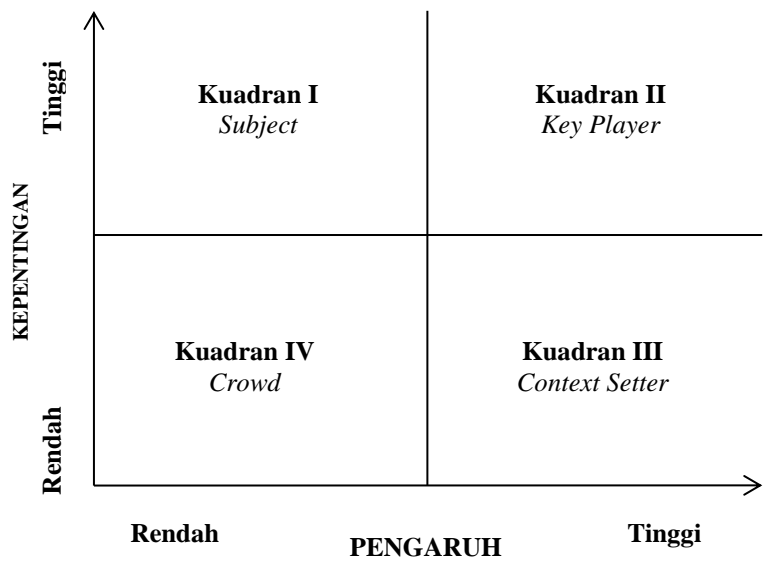 Tinggi
Kuadran I
Subject
Kuadran II
Key Player
KEPENTINGAN
Kuadran IV
Crowd
Kuadran III
Context Setter
Rendah
Rendah
PENGARUH
Tinggi